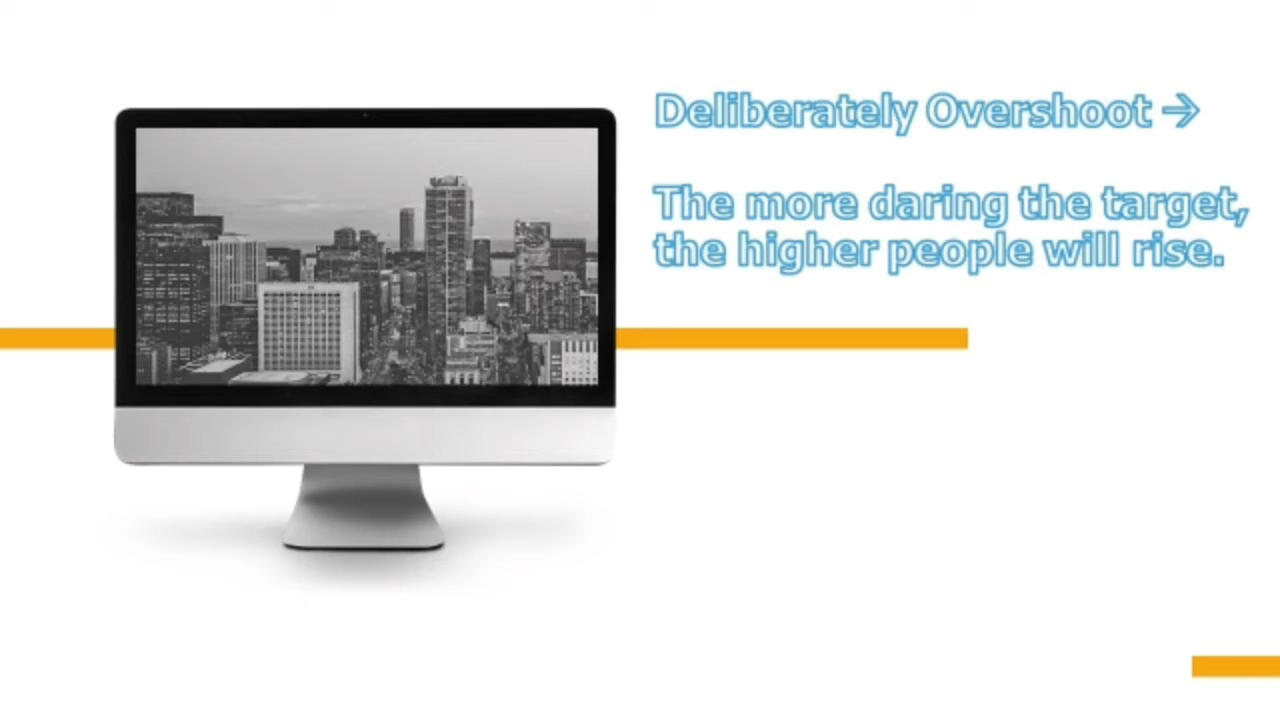 Deliberately Overshoot →
The more daring the target,
the higher people will rise.